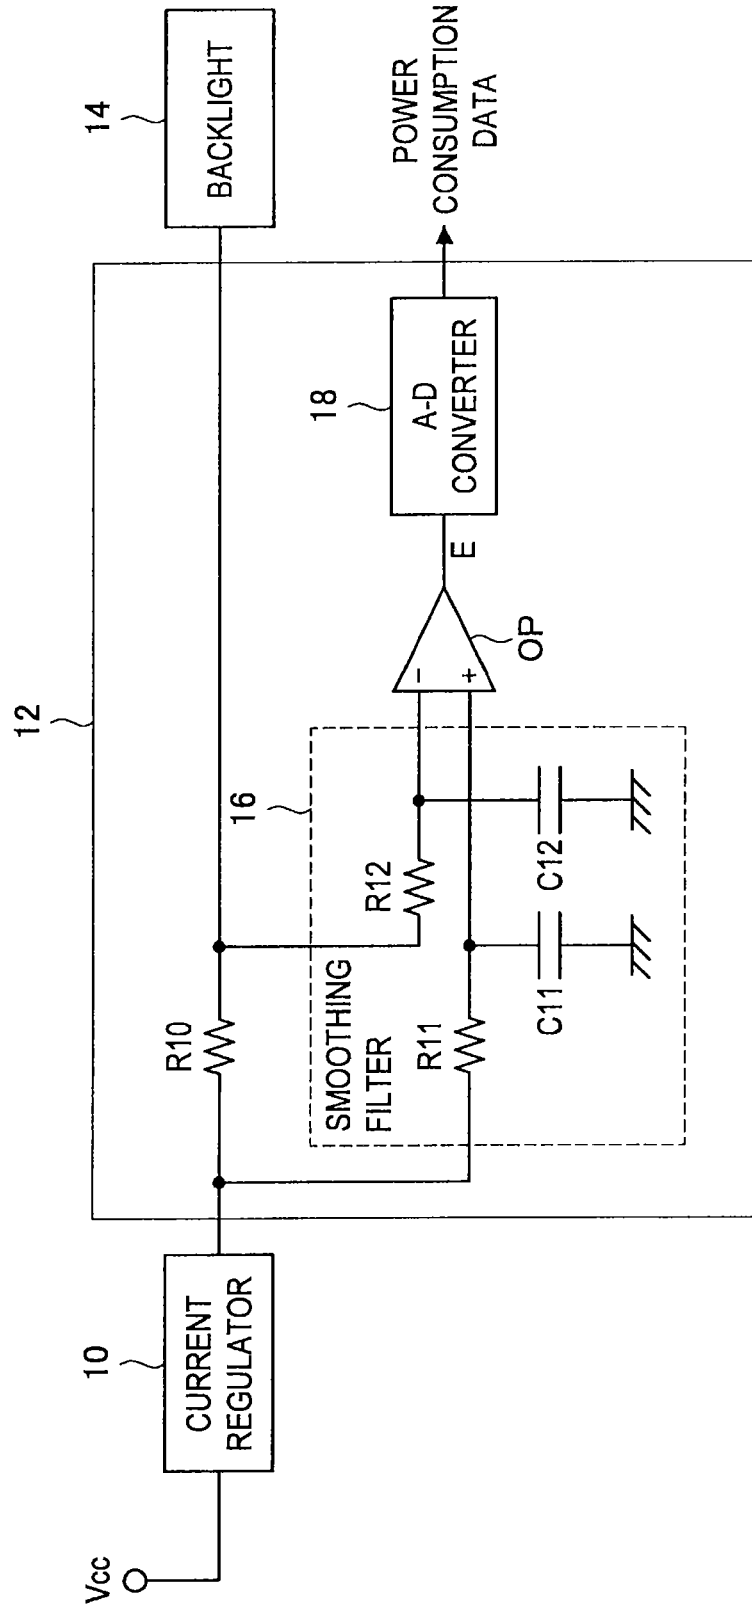 12
14
BACKLIGHT
10
CURRENT
REGULATOR
Vcc
R10
16
SMOOTHING
FILTER
R12
R11
C11
C12
-
+
OP
E
18
A-D
CONVERTER
POWER
CONSUMPTION
DATA